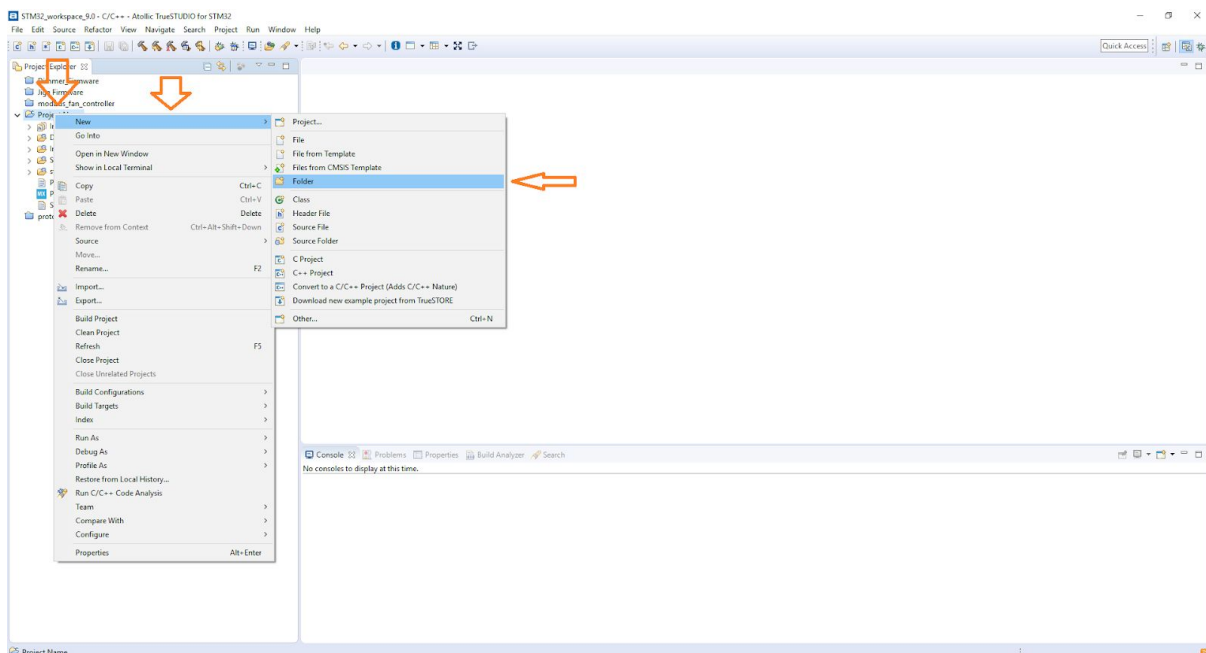 STM32_workspace_9.0 - C/C++ - Atollic TrueSTUDIO for STM32
File Edit Source Refactor View Navigate Search Project Run Window Help
Quick Access
Project Explorer
Firmware
Jiga Firmware
fan_controller
New
Go Into
Open in New Window
Show in Local Terminal
Copy Ctrl+C
Paste Ctrl+V
Delete Delete
Remove from Context Ctrl+Alt+Shift+Down
Source
Move...
Rename... F2
Import...
Export...
Build Project
Clean Project
Refresh F5
Close Project
Close Unrelated Projects
Build Configurations
Build Targets
Index
Run As
Debug As
Profile As
Restore from Local History...
Run C/C++ Code Analysis
Team
Compare With
Configure
Properties Alt+Enter
Project...
File
File from Template
Files from CMSIS Template
Folder
Class
Header File
Source File
Source Folder
C Project
C++ Project
Convert to a C/C++ Project (Adds C/C++ Nature)
Download new example project from TrueSTORE
Other... Ctrl+N
Console Problems Properties Build Analyzer Search
No consoles to display at this time.
Project Name